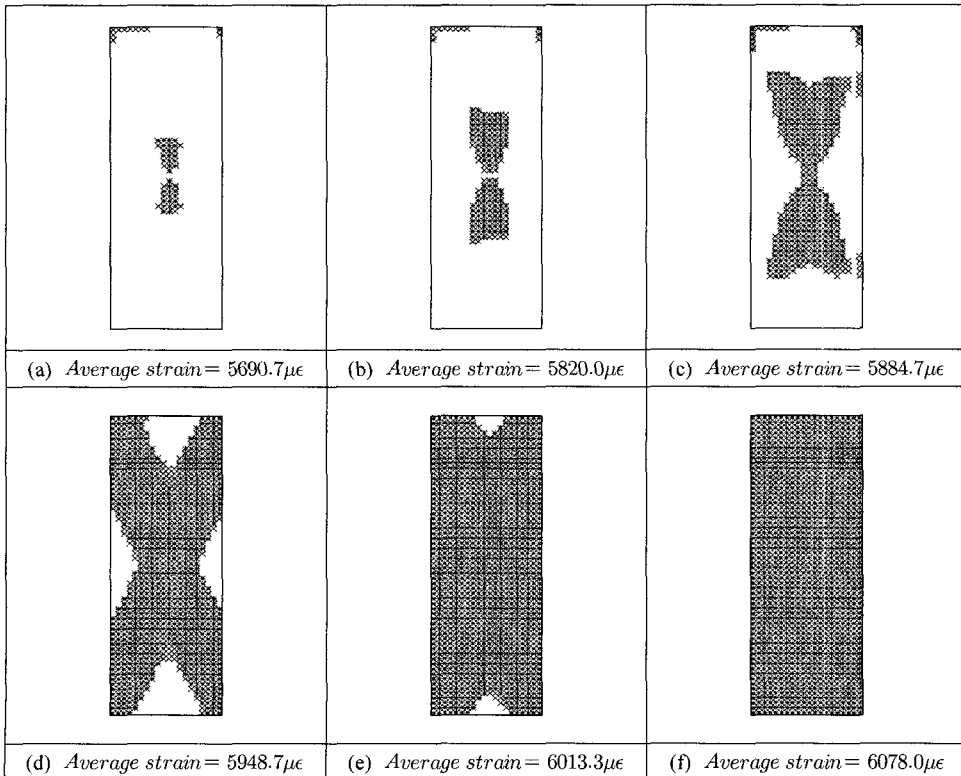 (a) Average strain = 5690.7µϵ
(b) Average strain = 5820.0µϵ
(c) Average strain = 5884.7µϵ
(d) Average strain = 5948.7µϵ
(e) Average strain = 6013.3µϵ
(f) Average strain = 6078.0µϵ